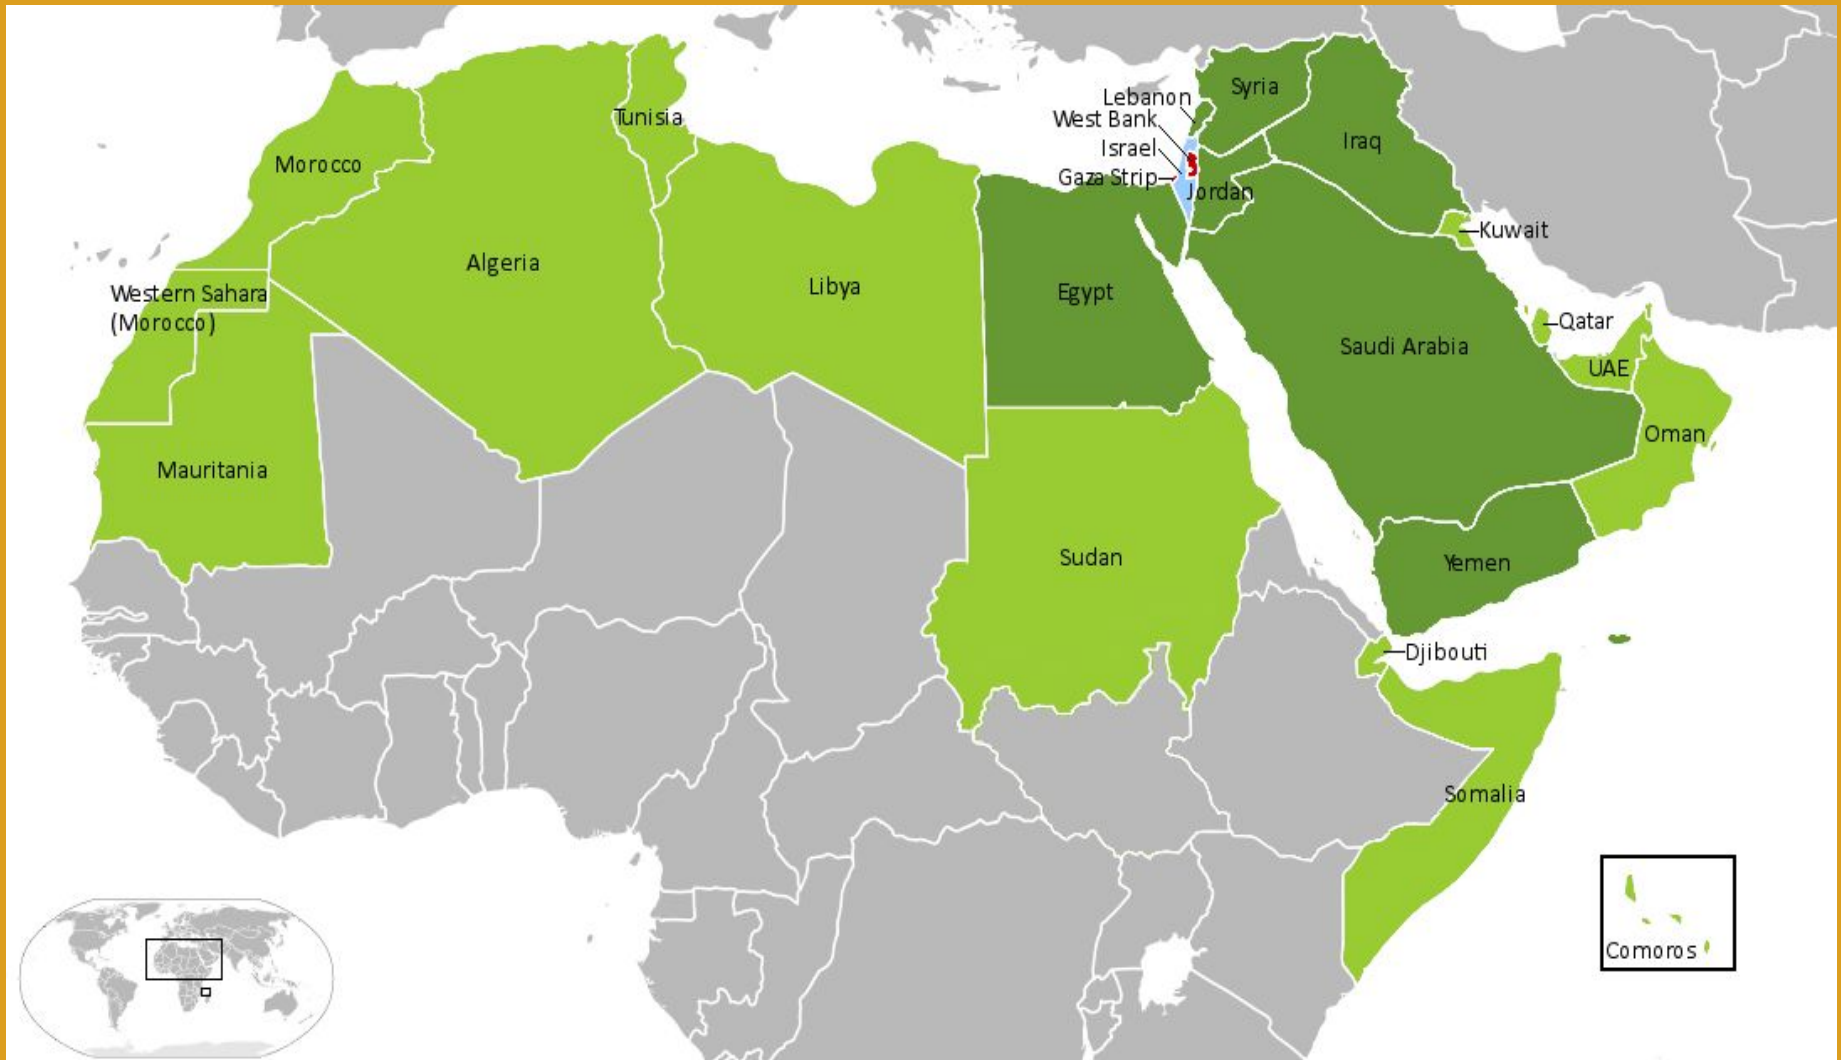 Syria
Lebanon
West Bank
Tunisia
Iraq
Israel
Morocco
Gaza Strip
Jordan
Kuwait
Algeria
Libya
Egypt
Western Sahara
(Morocco)
Qatar
Saudi Arabia
UAE
Oman
Mauritania
Sudan
Yemen
Djibouti
Somalia
Comoros